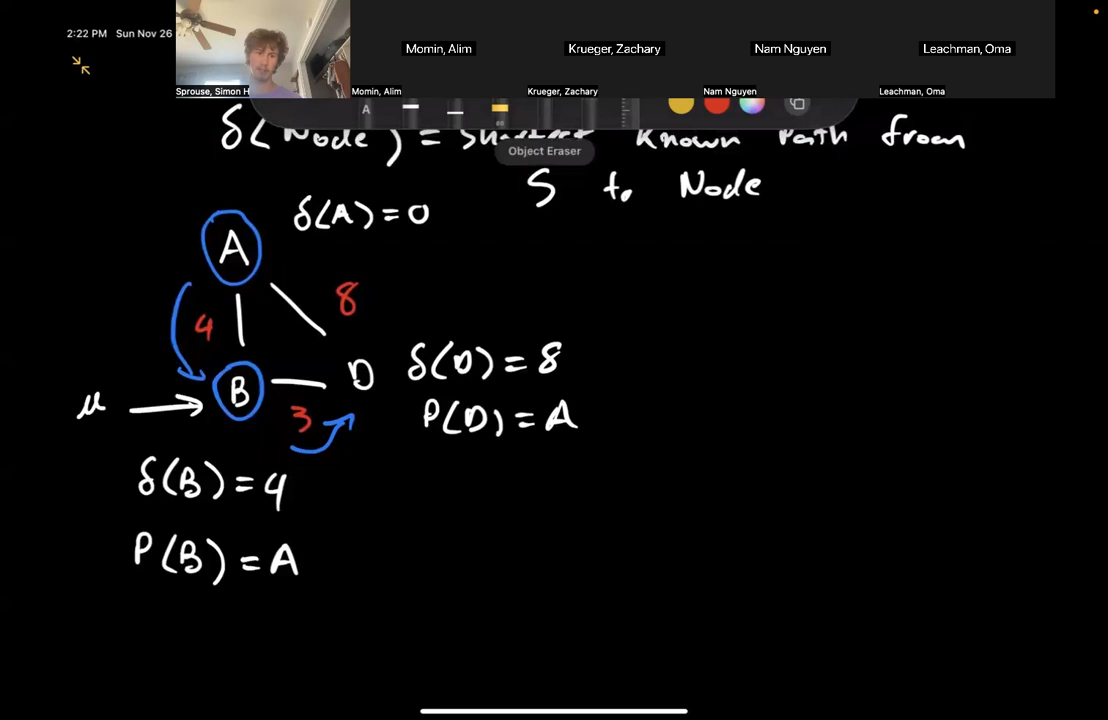 2:22 PM Sun Nov 26
Momin, Alim
Krueger, Zachary
Nam Nguyen
Leachman, Oma
Sprouse, Simon H
Momin, Alim
Krueger, Zachary
Nam Nguyen
Leachman, Oma
A
80
Object Eraser
δ(Node) = Shortest Known Path from
S to Node
δ(A)=0
A
8
4
B
D
3
δ(D)=8
P(D)=A
μ
δ(B)=4
P(B)=A